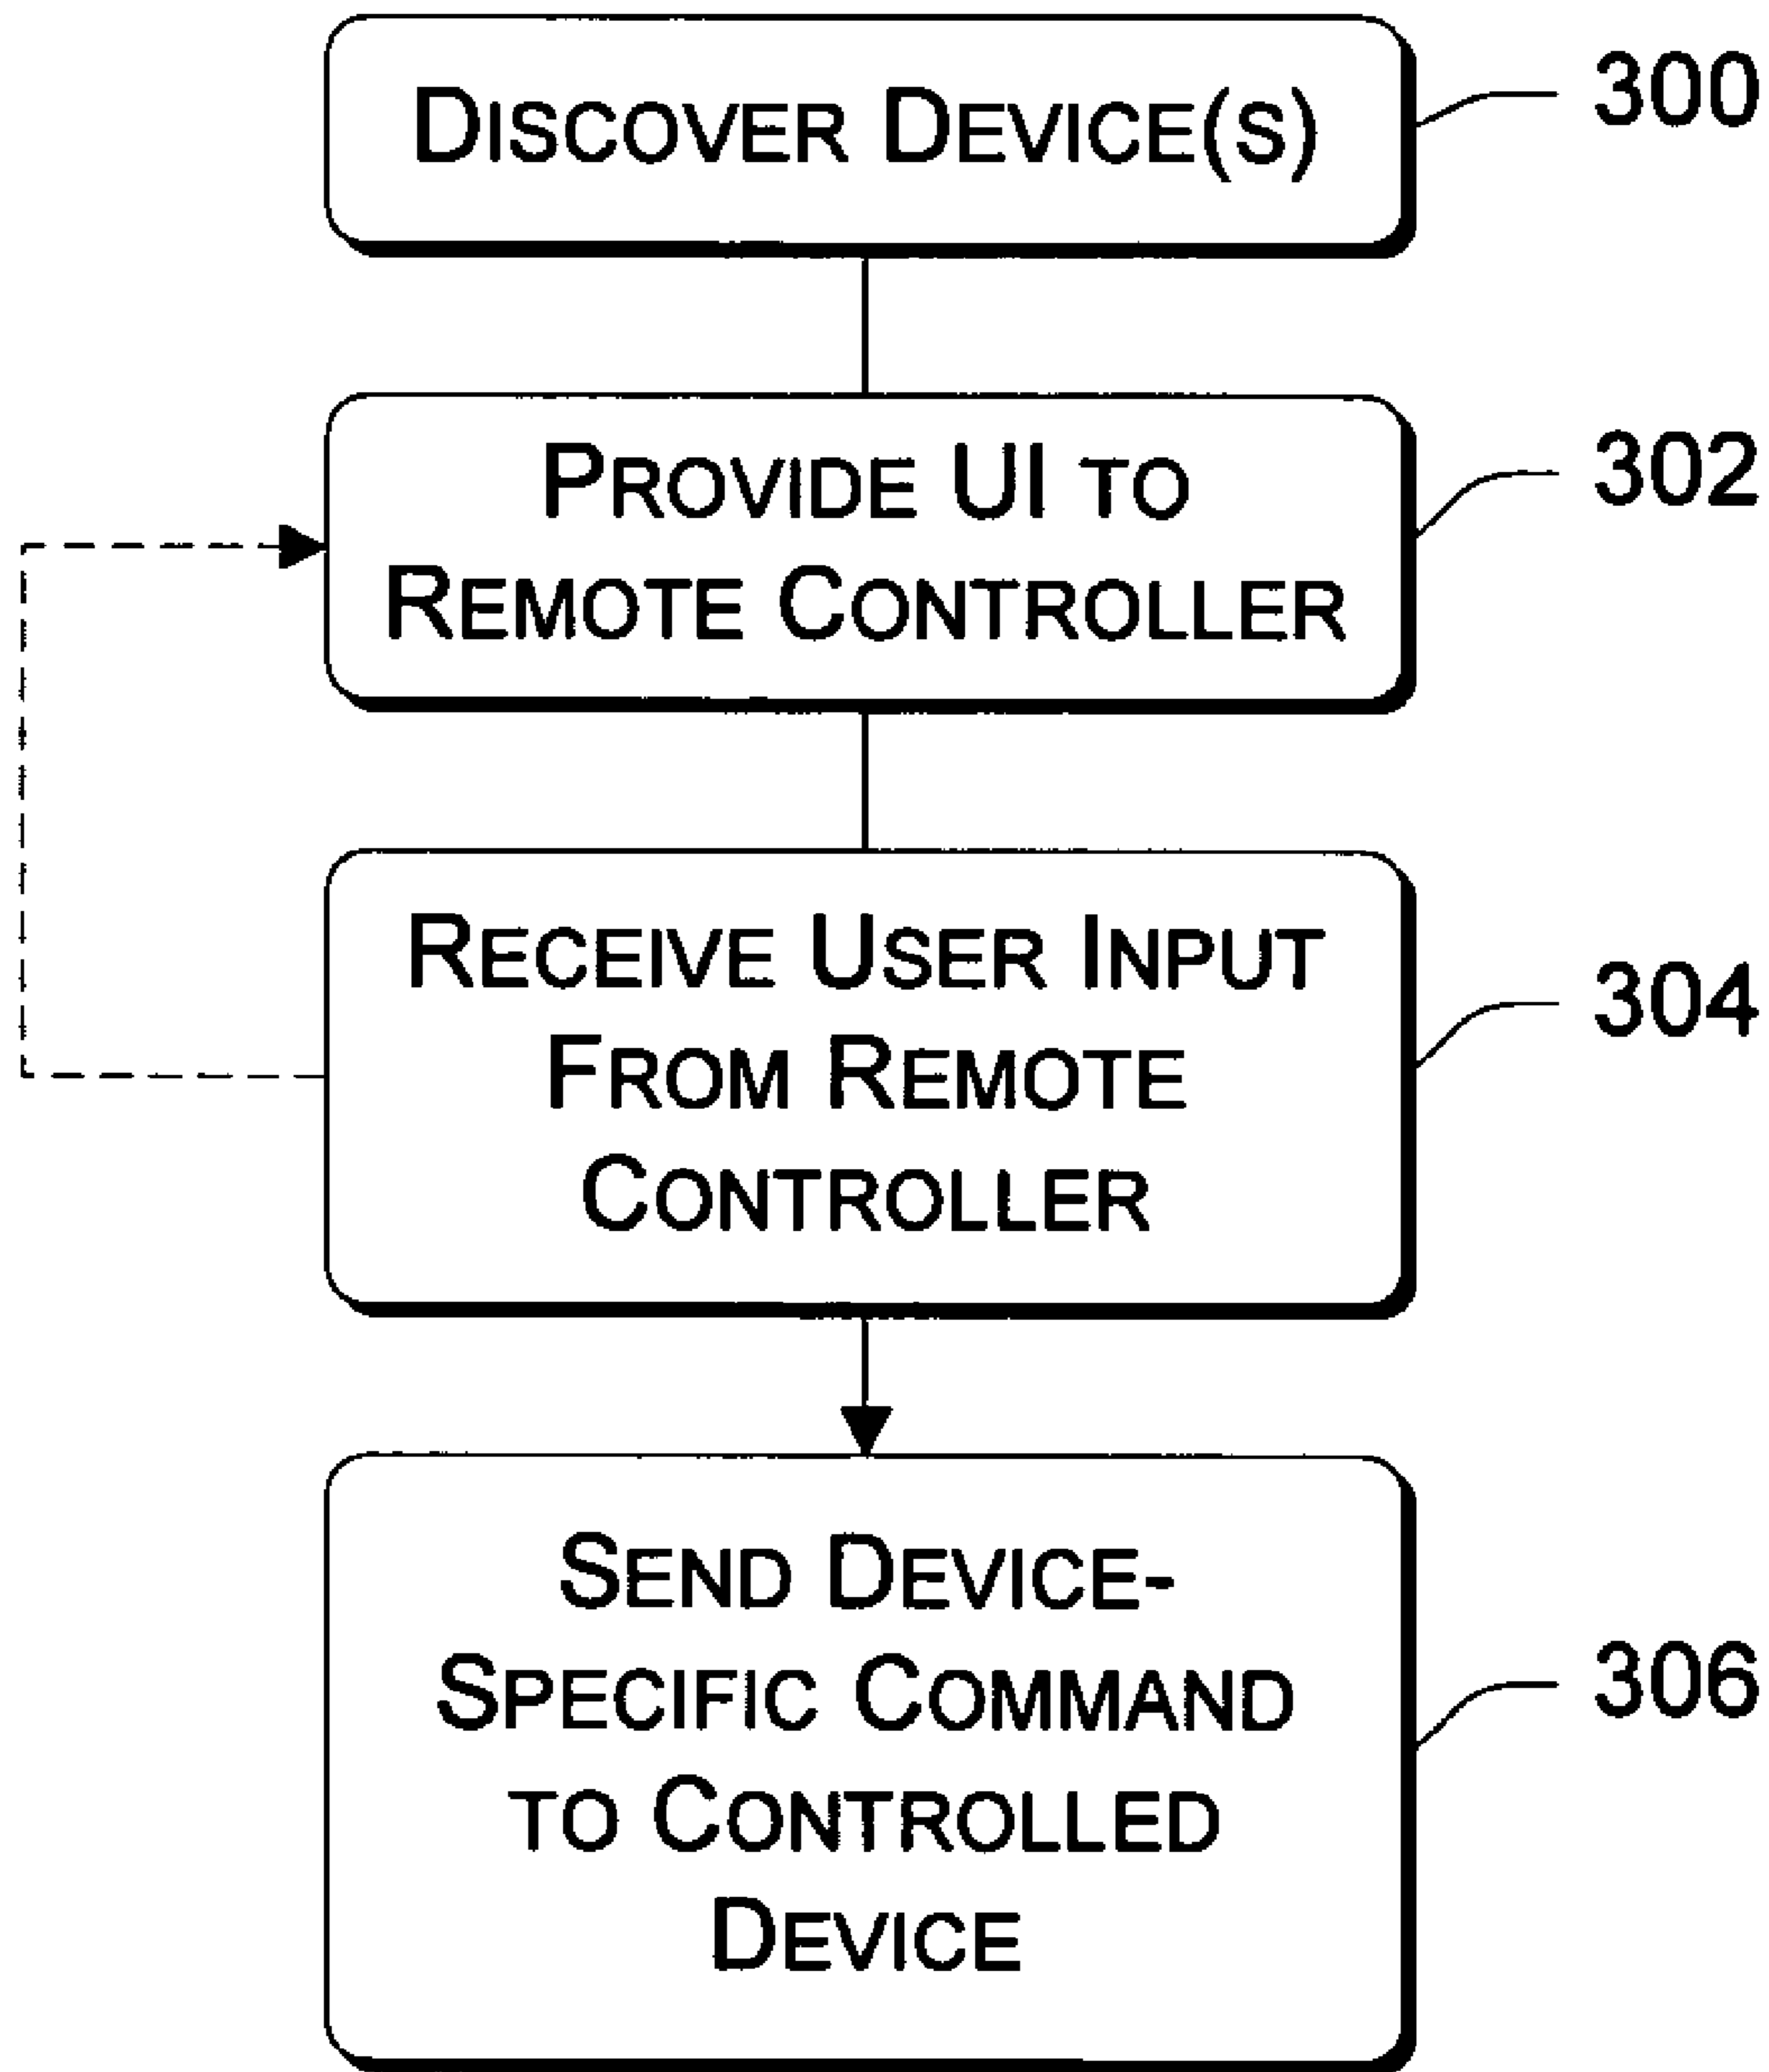 DISCOVER DEVICE(S)
300
PROVIDE UI TO
REMOTE CONTROLLER
302
RECEIVE USER INPUT
FROM REMOTE
CONTROLLER
304
SEND DEVICE-
SPECIFIC COMMAND
TO CONTROLLED
DEVICE
306